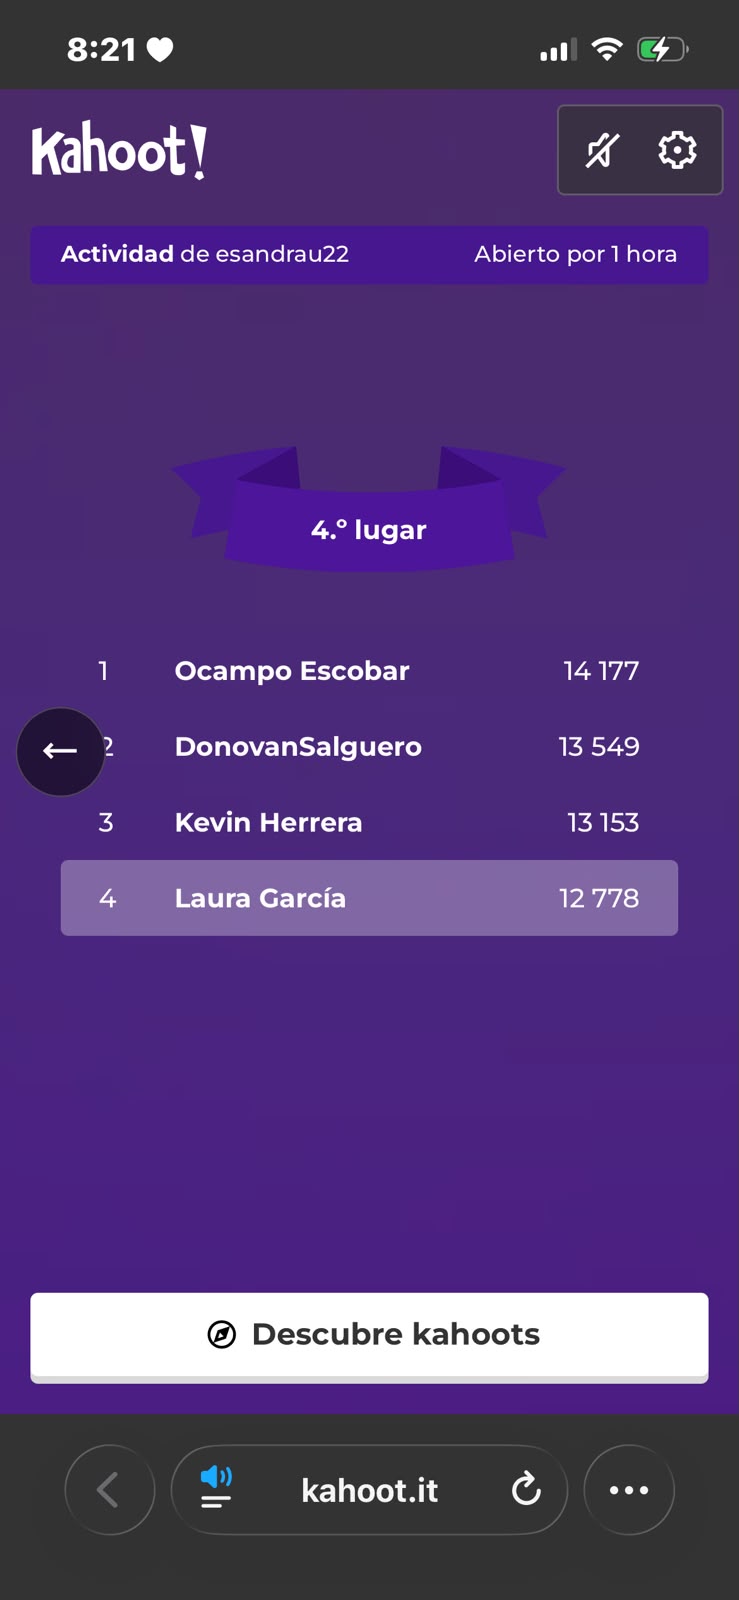 8:21
Kahoot!
Actividad de esandrau22 Abierto por 1 hora
4.º lugar
1 Ocampo Escobar 14 177
2 DonovanSalguero 13 549
3 Kevin Herrera 13 153
4 Laura García 12 778
Descubre kahoots
kahoot.it